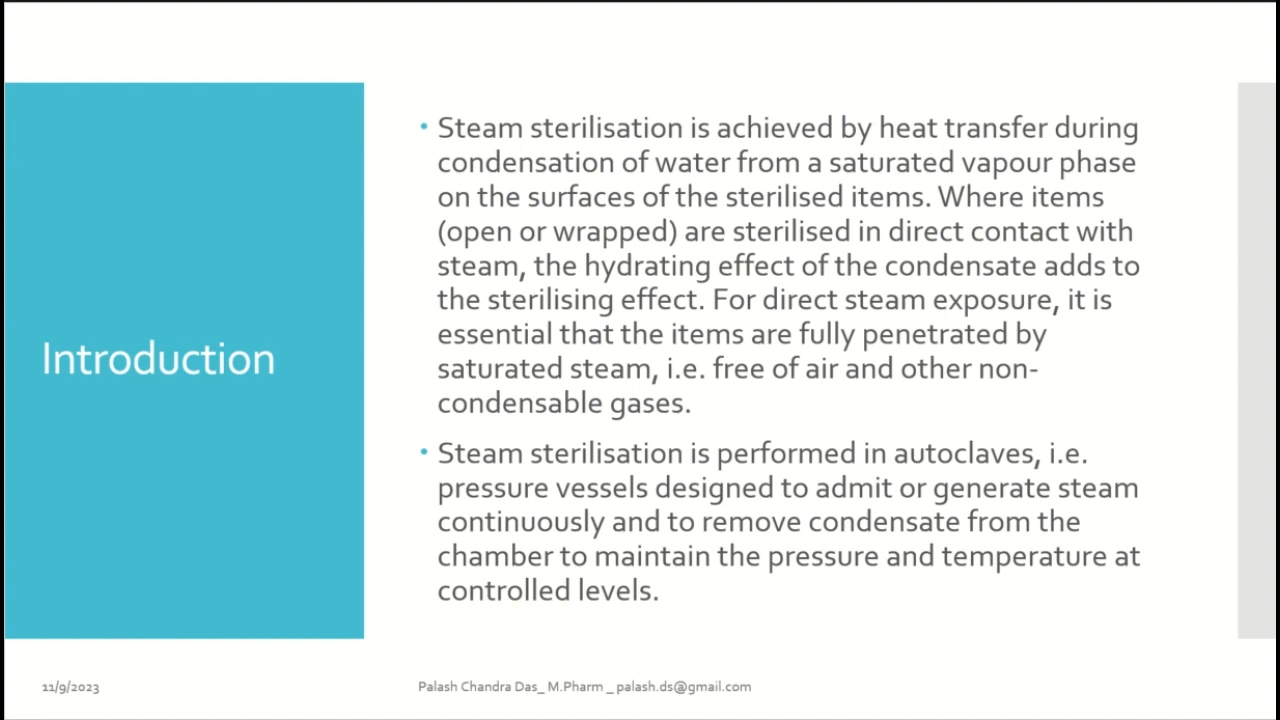 Introduction
• Steam sterilisation is achieved by heat transfer during
condensation of water from a saturated vapour phase
on the surfaces of the sterilised items. Where items
(open or wrapped) are sterilised in direct contact with
steam, the hydrating effect of the condensate adds to
the sterilising effect. For direct steam exposure, it is
essential that the items are fully penetrated by
saturated steam, i.e. free of air and other non-
condensable gases.
• Steam sterilisation is performed in autoclaves, i.e.
pressure vessels designed to admit or generate steam
continuously and to remove condensate from the
chamber to maintain the pressure and temperature at
controlled levels.
11/9/2023
Palash Chandra Das_ M.Pharm _ palash.ds@gmail.com